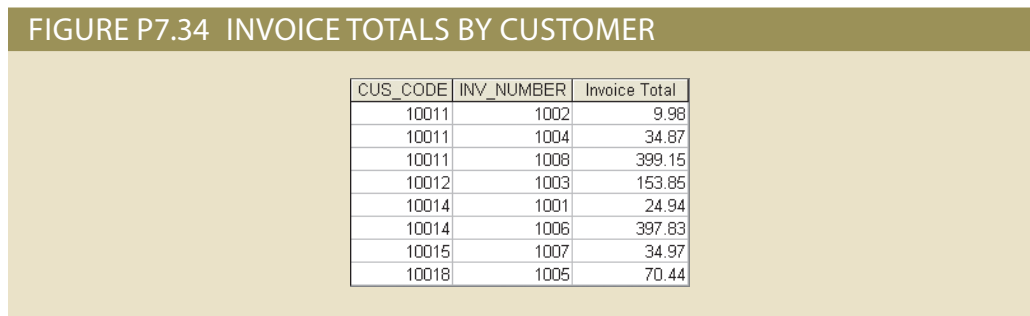 FIGURE P7.34 INVOICE TOTALS BY CUSTOMER
CUS_CODE INV_NUMBER Invoice Total
10011 1002 9.98
10011 1004 34.87
10011 1008 399.15
10012 1003 153.85
10014 1001 24.94
10014 1006 397.83
10015 1007 34.97
10018 1005 70.44